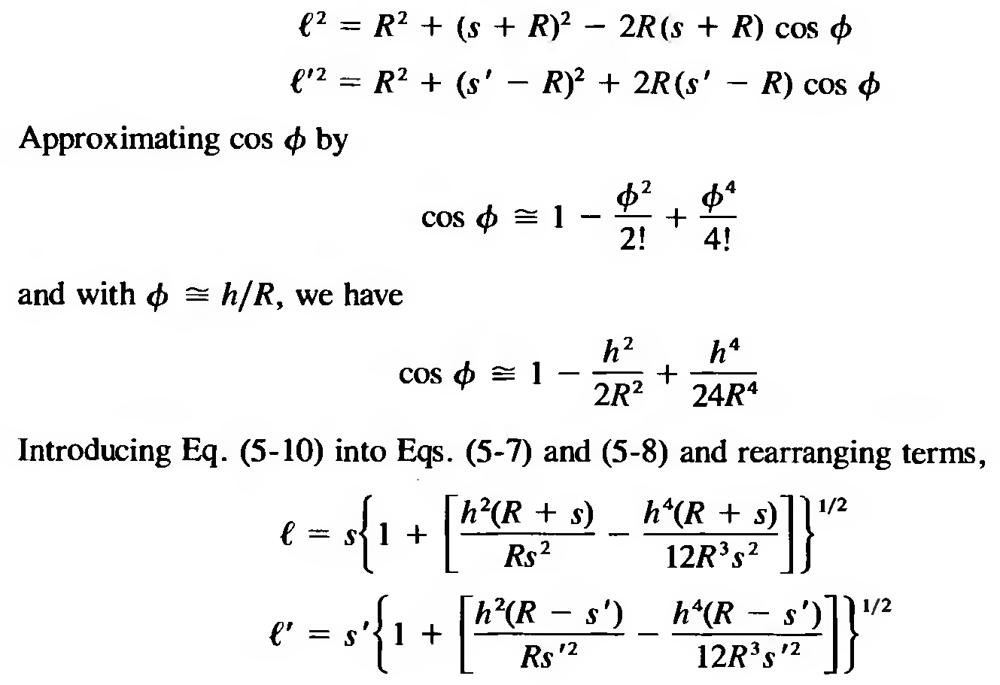 ℓ² = R² + (s + R)² − 2R(s + R) cos ϕ
ℓ′² = R² + (s′ − R)² + 2R(s′ − R) cos ϕ
Approximating cos ϕ by
cos ϕ ≅ 1 − ϕ²/2! + ϕ⁴/4!
and with ϕ ≅ h/R, we have
cos ϕ ≅ 1 − h²/2R² + h⁴/24R⁴
Introducing Eq. (5-10) into Eqs. (5-7) and (5-8) and rearranging terms,
ℓ = s{1 + [h²(R + s)/Rs² − h⁴(R + s)/12R³s²]}^1/2
ℓ′ = s′{1 + [h²(R − s′)/Rs′² − h⁴(R − s′)/12R³s′²]}^1/2